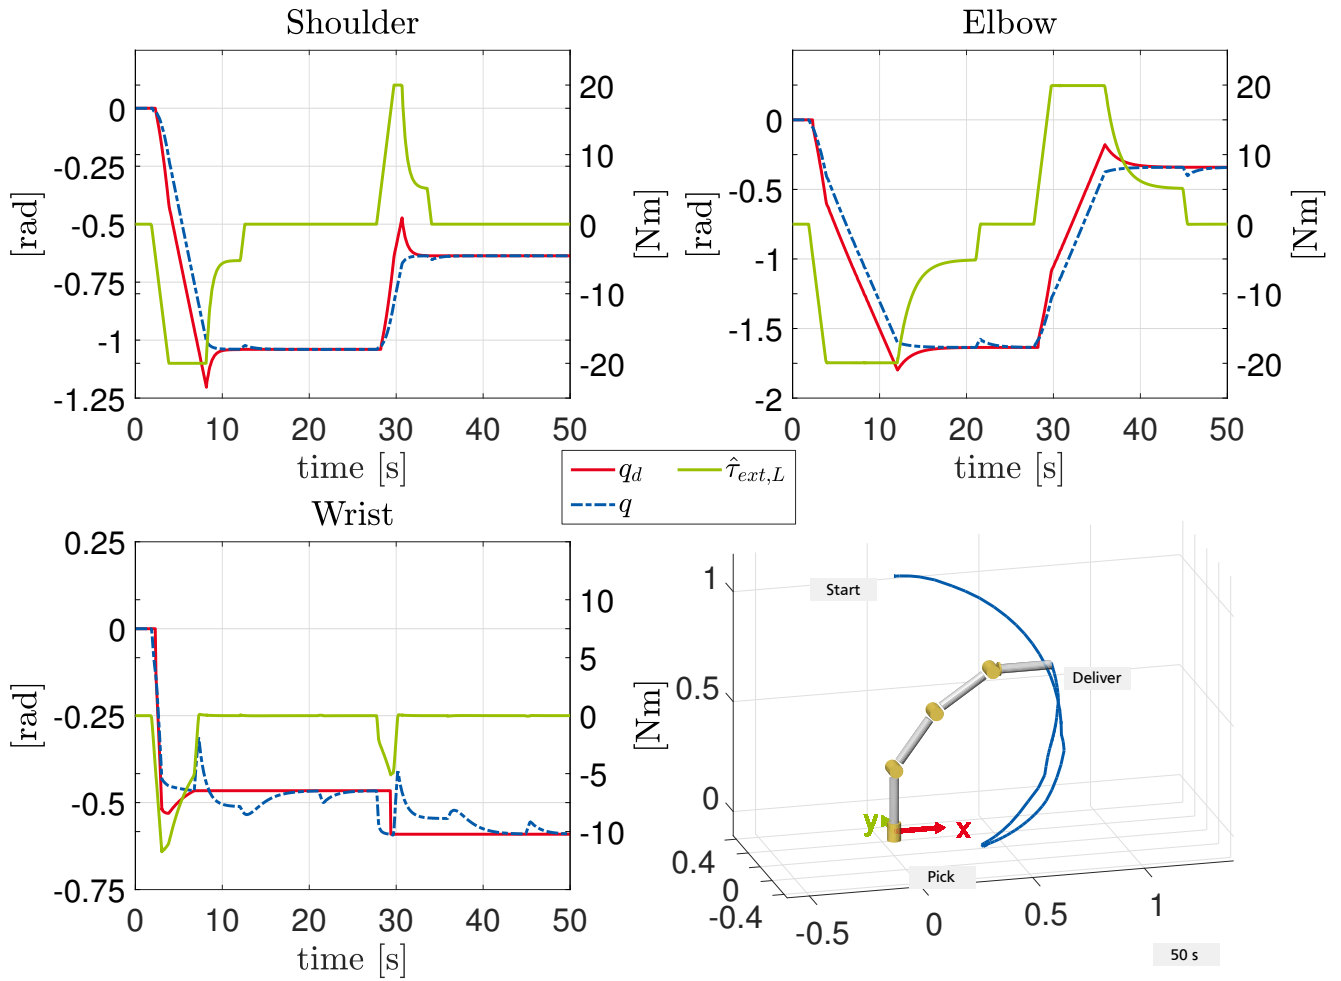 Shoulder
0
-0.25
-0.5
-0.75
-1
-1.25
[rad]
20
10
0
-10
-20
[Nm]
0 10 20 30 40 50
time [s]
Elbow
0
-0.5
-1
-1.5
-2
[rad]
20
10
0
-10
-20
[Nm]
0 10 20 30 40 50
time [s]
q_d
q
τ̂_{ext,L}
Wrist
0.25
0
-0.25
-0.5
-0.75
[rad]
10
5
0
-5
-10
[Nm]
0 10 20 30 40 50
time [s]
1
0.5
0
0.4
0
-0.4
-0.5
0
0.5
1
Start
Deliver
y
x
Pick
50 s